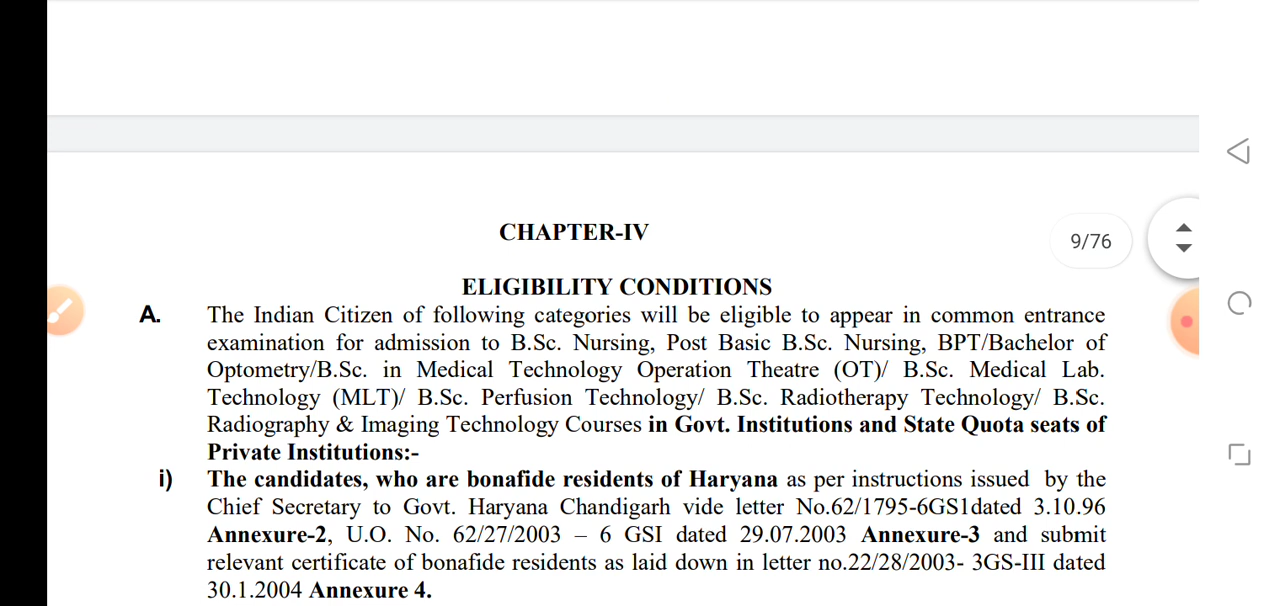 CHAPTER-IV
9/76
ELIGIBILITY CONDITIONS
A. The Indian Citizen of following categories will be eligible to appear in common entrance
examination for admission to B.Sc. Nursing, Post Basic B.Sc. Nursing, BPT/Bachelor of
Optometry/B.Sc. in Medical Technology Operation Theatre (OT)/ B.Sc. Medical Lab.
Technology (MLT)/ B.Sc. Perfusion Technology/ B.Sc. Radiotherapy Technology/ B.Sc.
Radiography & Imaging Technology Courses in Govt. Institutions and State Quota seats of
Private Institutions:-
i) The candidates, who are bonafide residents of Haryana as per instructions issued by the
Chief Secretary to Govt. Haryana Chandigarh vide letter No.62/1795-6GS1dated 3.10.96
Annexure-2, U.O. No. 62/27/2003 – 6 GSI dated 29.07.2003 Annexure-3 and submit
relevant certificate of bonafide residents as laid down in letter no.22/28/2003- 3GS-III dated
30.1.2004 Annexure 4.